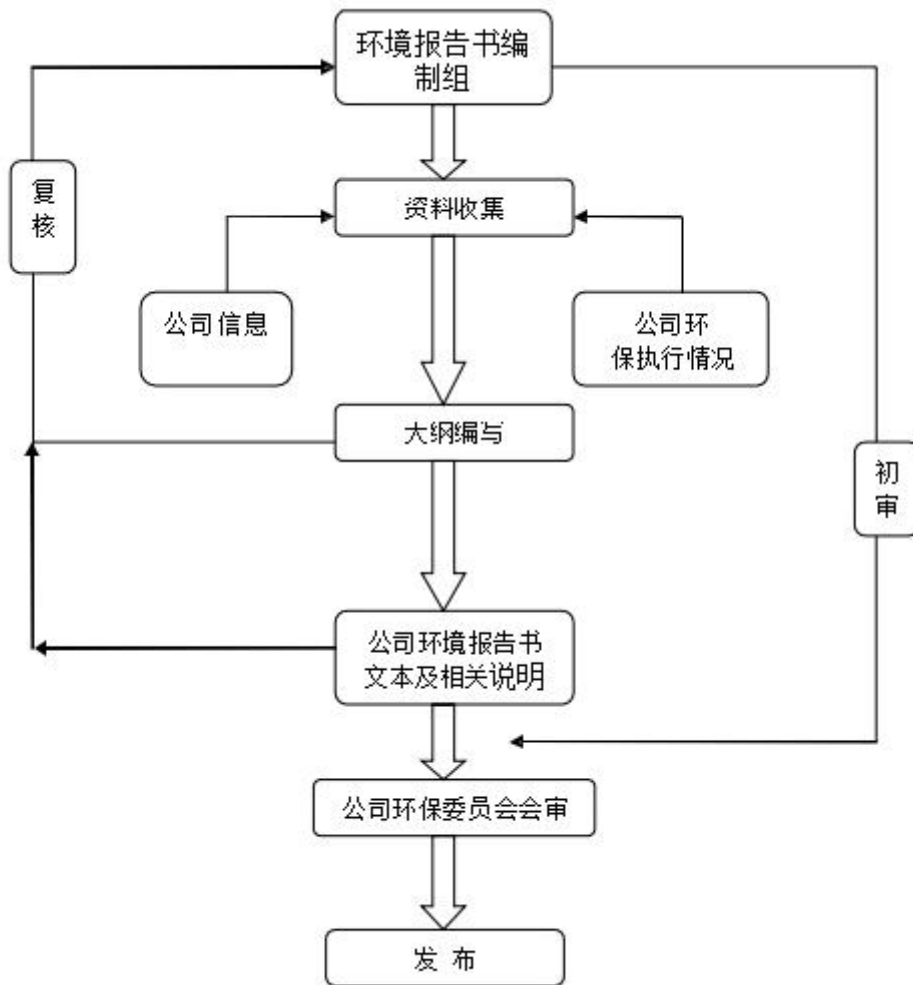 环境报告书编
制组
复
核
资料收集
公司信息
公司环
保执行情况
大纲编写
初
审
公司环境报告书
文本及相关说明
公司环保委员会会审
发 布